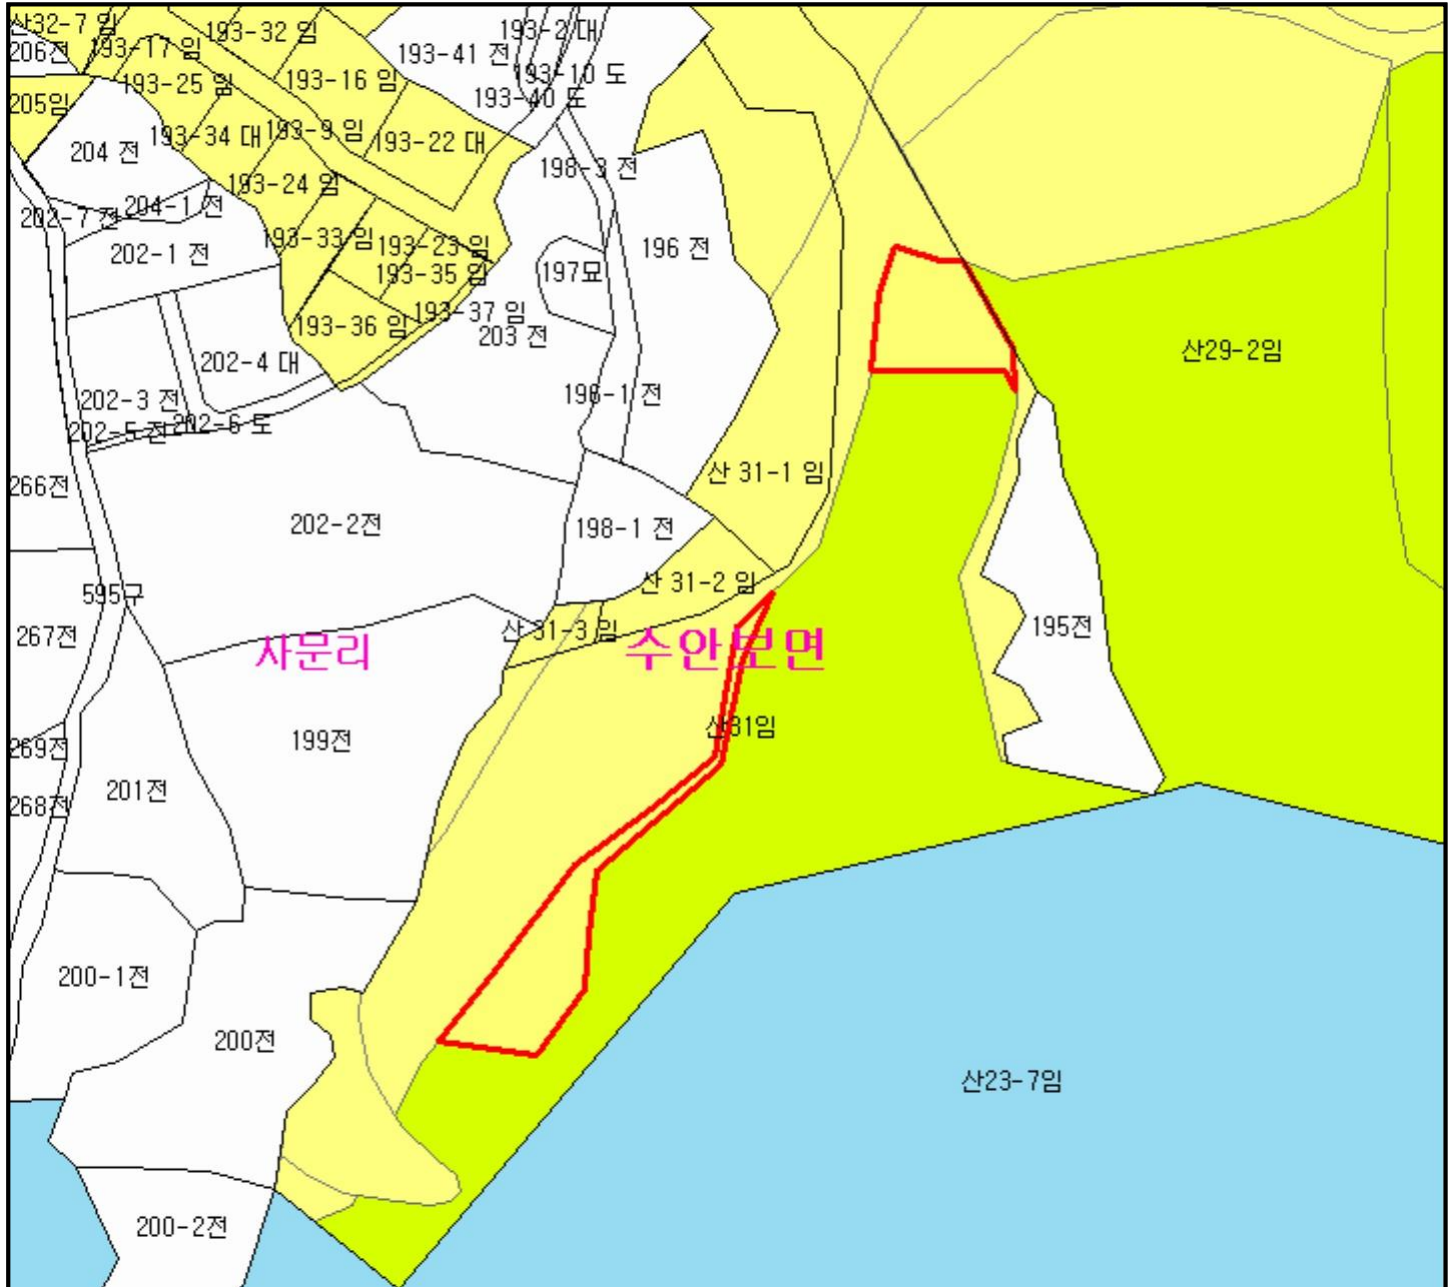 산32-7 임
193-32 임
193-2 대
206전
193-17 임
193-41 전
193-25 임
193-16 임
193-10 도
205임
193-40 도
193-34 대
193-9 임
193-22 대
204 전
198-3 전
193-24 임
202-7 전
204-1 전
193-33 임
193-23 임
196 전
202-1 전
193-35 임
197묘
193-37 임
193-36 임
203 전
산29-2임
202-4 대
202-3 전
196-1 전
202-5 전
202-6 도
산 31-1 임
266전
202-2전
198-1 전
산 31-2 임
595구
267전
산 31-3 임
195전
사문리
수안보면
산31임
269전
199전
201전
268전
200-1전
200전
산23-7임
200-2전